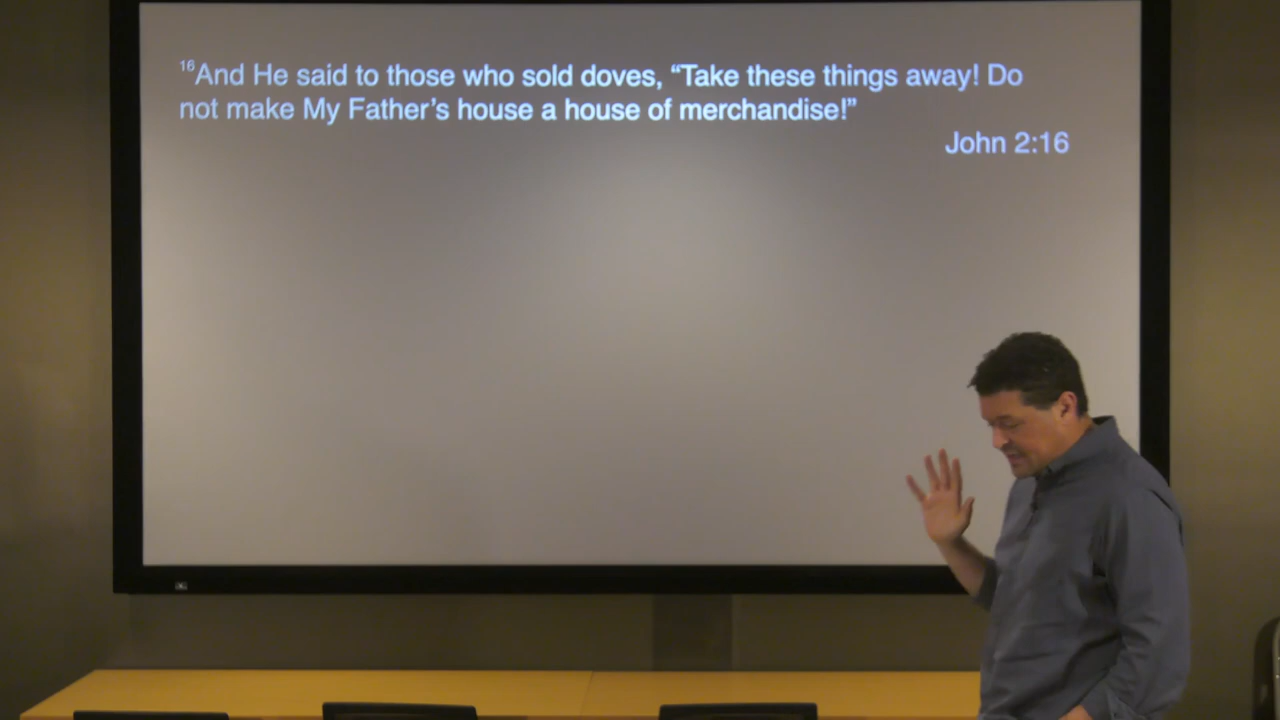 ¹⁶And He said to those who sold doves, “Take these things away! Do
not make My Father’s house a house of merchandise!”
John 2:16